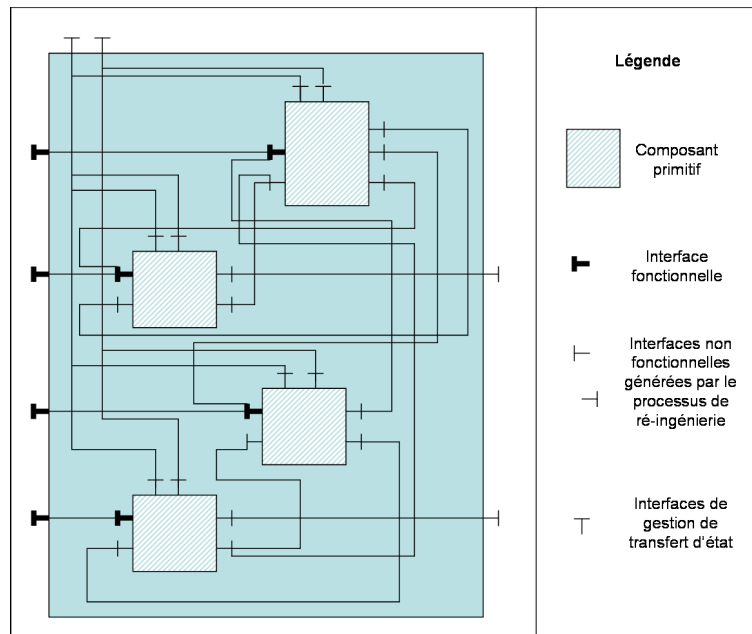 Légende
Composant
primitif
Interface
fonctionnelle
Interfaces non
fonctionnelles
générées par le
processus de
ré-ingénierie
Interfaces de
gestion de
transfert d'état